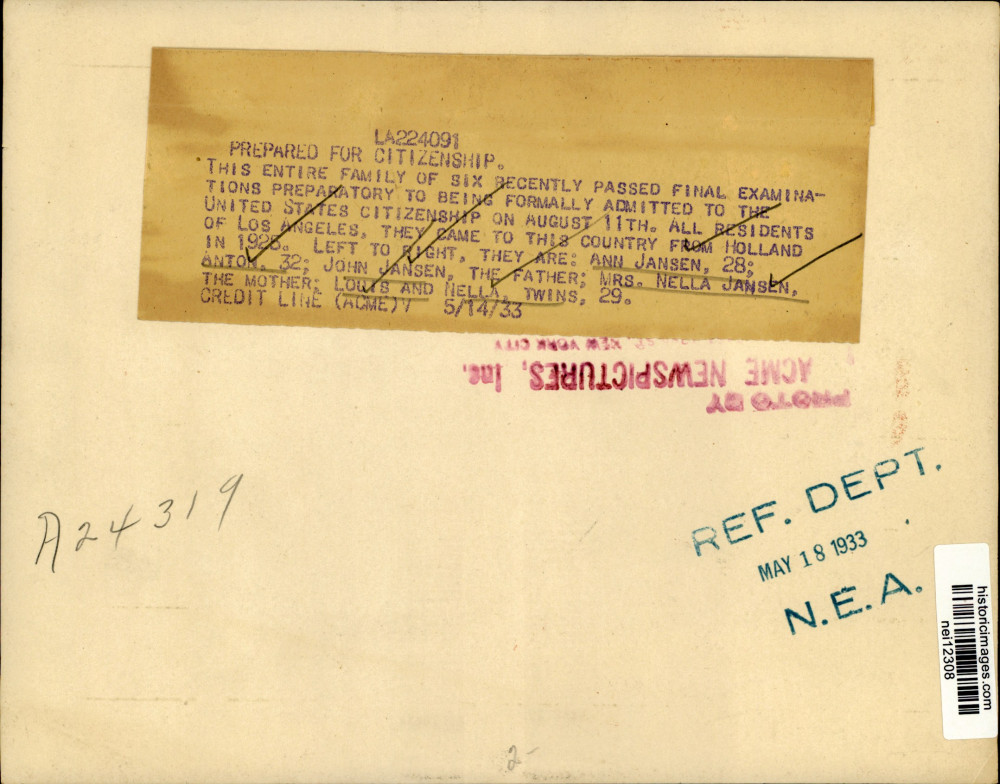 LA224091
PREPARED FOR CITIZENSHIP.
THIS ENTIRE FAMILY OF SIX RECENTLY PASSED FINAL EXAMINA-
TIONS PREPARATORY TO BEING FORMALLY ADMITTED TO THE
UNITED STATES CITIZENSHIP ON AUGUST 11TH. ALL RESIDENTS
OF LOS ANGELES, THEY CAME TO THIS COUNTRY FROM HOLLAND
IN 1928. LEFT TO RIGHT, THEY ARE: ANN JANSEN, 28;
ANTON, 32; JOHN JANSEN, THE FATHER; MRS. NELLA JANSEN,
THE MOTHER; LOUIS AND NELLA, TWINS, 29.
CREDIT LINE (ACME) V 5/14/33
PHOTO BY
ACME NEWSPICTURES, Inc.
NEW YORK CITY
A24319
REF. DEPT.
MAY 18 1933
N.E.A.
historicimages.com
nei12308
2-